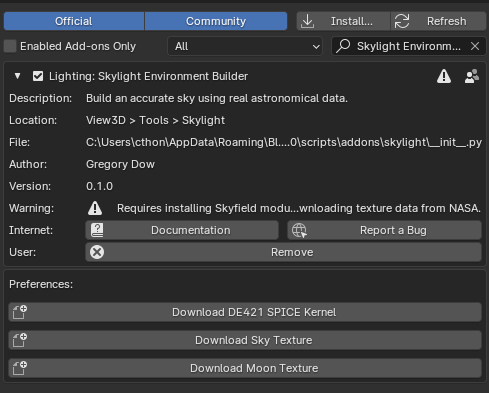 Official Community Install... Refresh
Enabled Add-ons Only All Skylight Environm...
Lighting: Skylight Environment Builder
Description: Build an accurate sky using real astronomical data.
Location: View3D > Tools > Skylight
File: C:\Users\cthon\AppData\Roaming\Bl....0\scripts\addons\skylight\__init__.py
Author: Gregory Dow
Version: 0.1.0
Warning: Requires installing Skyfield modu...wnloading texture data from NASA.
Internet: Documentation Report a Bug
User: Remove
Preferences:
Download DE421 SPICE Kernel
Download Sky Texture
Download Moon Texture